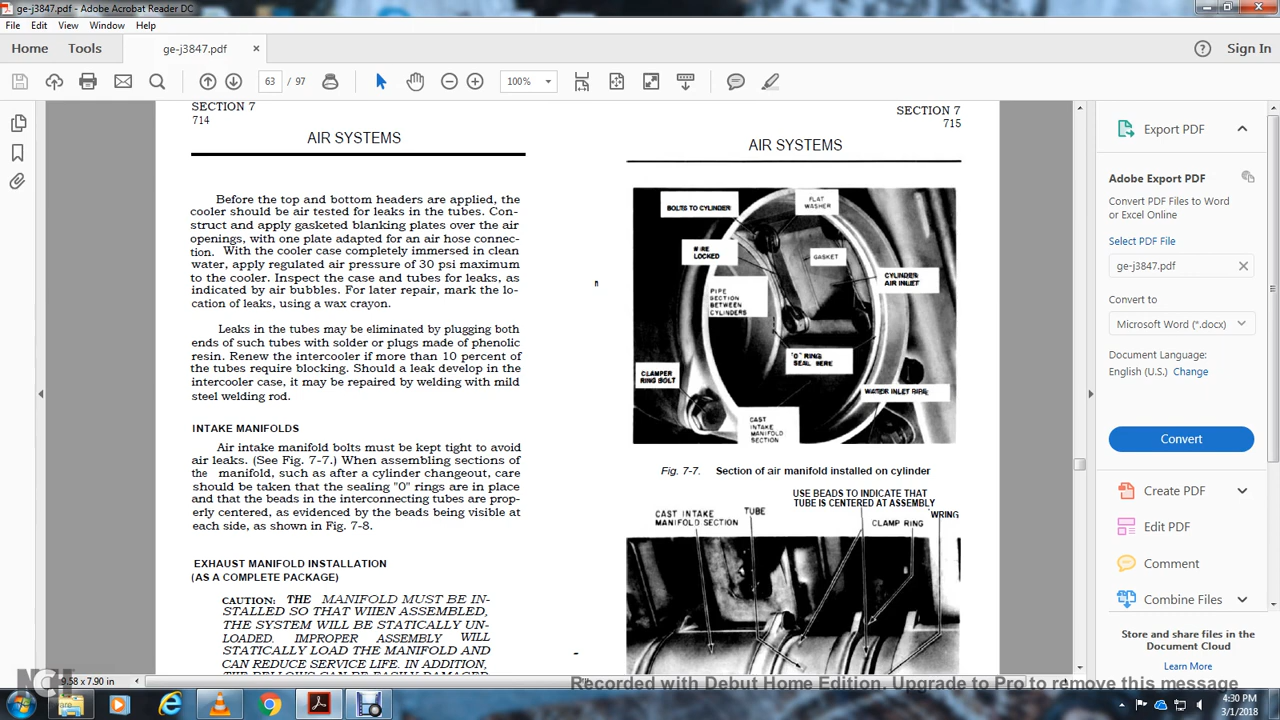 ge-j3847.pdf - Adobe Acrobat Reader DC
File Edit View Window Help
Home Tools ge-j3847.pdf × Sign In
63 / 97 100%
SECTION 7
714
AIR SYSTEMS
Before the top and bottom headers are applied, the
cooler should be air tested for leaks in the tubes. Con-
struct and apply gasketed blanking plates over the air
openings, with one plate adapted for an air hose connec-
tion. With the cooler case completely immersed in clean
water, apply regulated air pressure of 30 psi maximum
to the cooler. Inspect the case and tubes for leaks, as
indicated by air bubbles. For later repair, mark the lo-
cation of leaks, using a wax crayon.
Leaks in the tubes may be eliminated by plugging both
ends of such tubes with solder or plugs made of phenolic
resin. Renew the intercooler if more than 10 percent of
the tubes require blocking. Should a leak develop in the
intercooler case, it may be repaired by welding with mild
steel welding rod.
INTAKE MANIFOLDS
Air intake manifold bolts must be kept tight to avoid
air leaks. (See Fig. 7-7.) When assembling sections of
the manifold, such as after a cylinder changeout, care
should be taken that the sealing "0" rings are in place
and that the beads in the interconnecting tubes are prop-
erly centered, as evidenced by the beads being visible at
each side, as shown in Fig. 7-8.
EXHAUST MANIFOLD INSTALLATION
(AS A COMPLETE PACKAGE)
CAUTION: THE MANIFOLD MUST BE IN-
STALLED SO THAT WIIEN ASSEMBLED,
THE SYSTEM WILL BE STATICALLY UN-
LOADED. IMPROPER ASSEMBLY WILL
STATICALLY LOAD THE MANIFOLD AND
CAN REDUCE SERVICE LIFE. IN ADDITION,
THE BELLOWS CAN BE EASILY DAMAGED
SECTION 7
715
AIR SYSTEMS
BOLTS TO CYLINDER
FLAT
WASHER
WIRE
LOCKED
GASKET
CYLINDER
AIR INLET
PIPE
SECTION
BETWEEN
CYLINDERS
"O" RING
SEAL HERE
CLAMPER
RING BOLT
WATER INLET PIPE
CAST
INTAKE
MANIFOLD
SECTION
Fig. 7-7. Section of air manifold installed on cylinder
USE BEADS TO INDICATE THAT
TUBE IS CENTERED AT ASSEMBLY
CAST INTAKE
MANIFOLD SECTION
TUBE
CLAMP RING
WRING
Export PDF
Adobe Export PDF
Convert PDF Files to Word
or Excel Online
Select PDF File
ge-j3847.pdf
Convert to
Microsoft Word (*.docx)
Document Language:
English (U.S.) Change
Convert
Create PDF
Edit PDF
Comment
Combine Files
Store and share files in the
Document Cloud
Learn More
9.58 x 7.90 in
Recorded with Debut Home Edition. Upgrade to Pro to remove this message
4:30 PM
3/1/2018